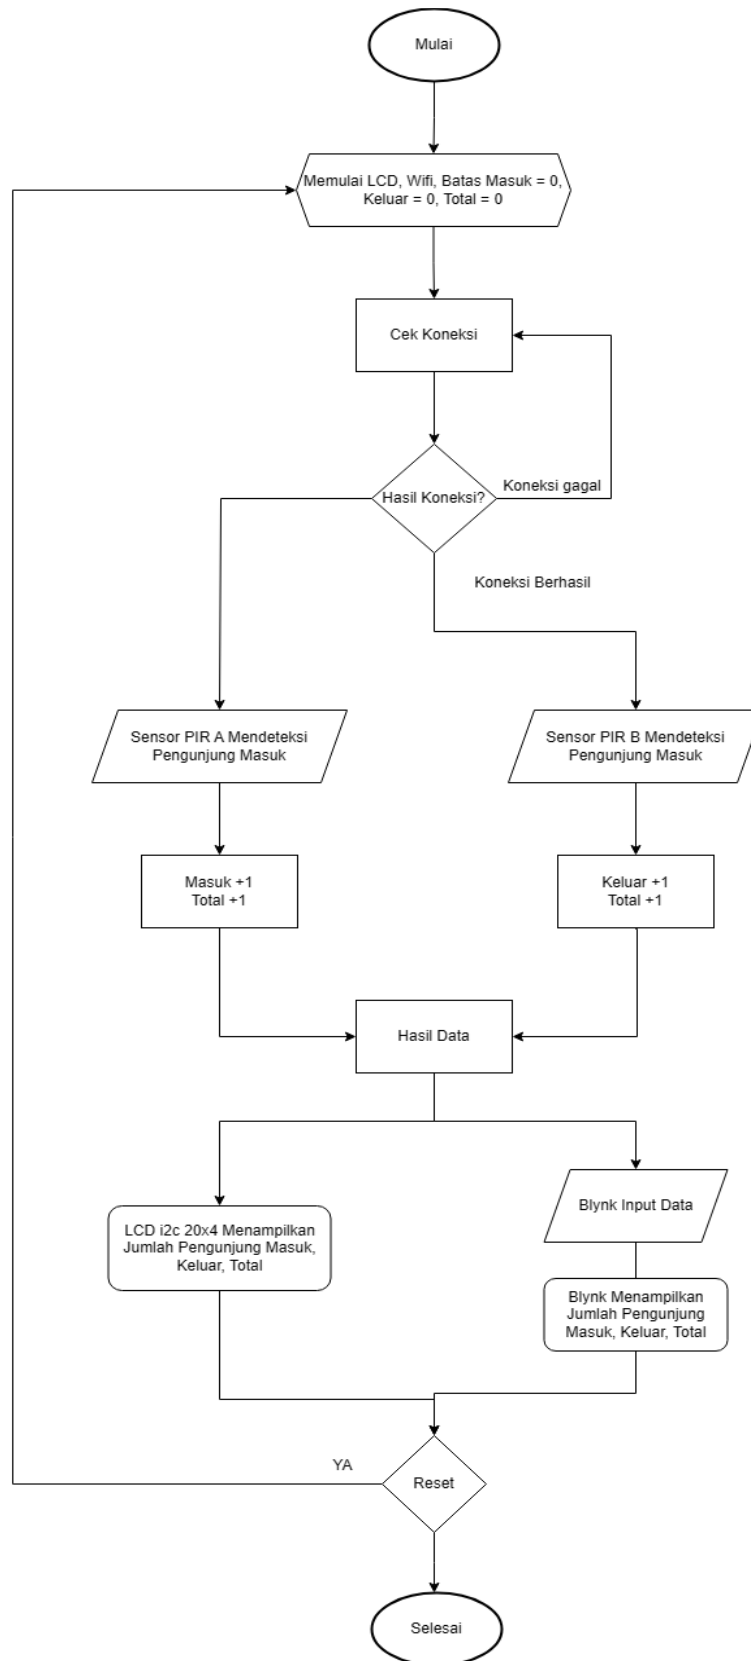 Mulai
Memulai LCD, Wifi, Batas Masuk = 0,
Keluar = 0, Total = 0
Cek Koneksi
Hasil Koneksi?
Koneksi gagal
Koneksi Berhasil
Sensor PIR A Mendeteksi
Pengunjung Masuk
Sensor PIR B Mendeteksi
Pengunjung Masuk
Masuk +1
Total +1
Keluar +1
Total +1
Hasil Data
LCD i2c 20x4 Menampilkan
Jumlah Pengunjung Masuk,
Keluar, Total
Blynk Input Data
Blynk Menampilkan
Jumlah Pengunjung
Masuk, Keluar, Total
YA
Reset
Selesai